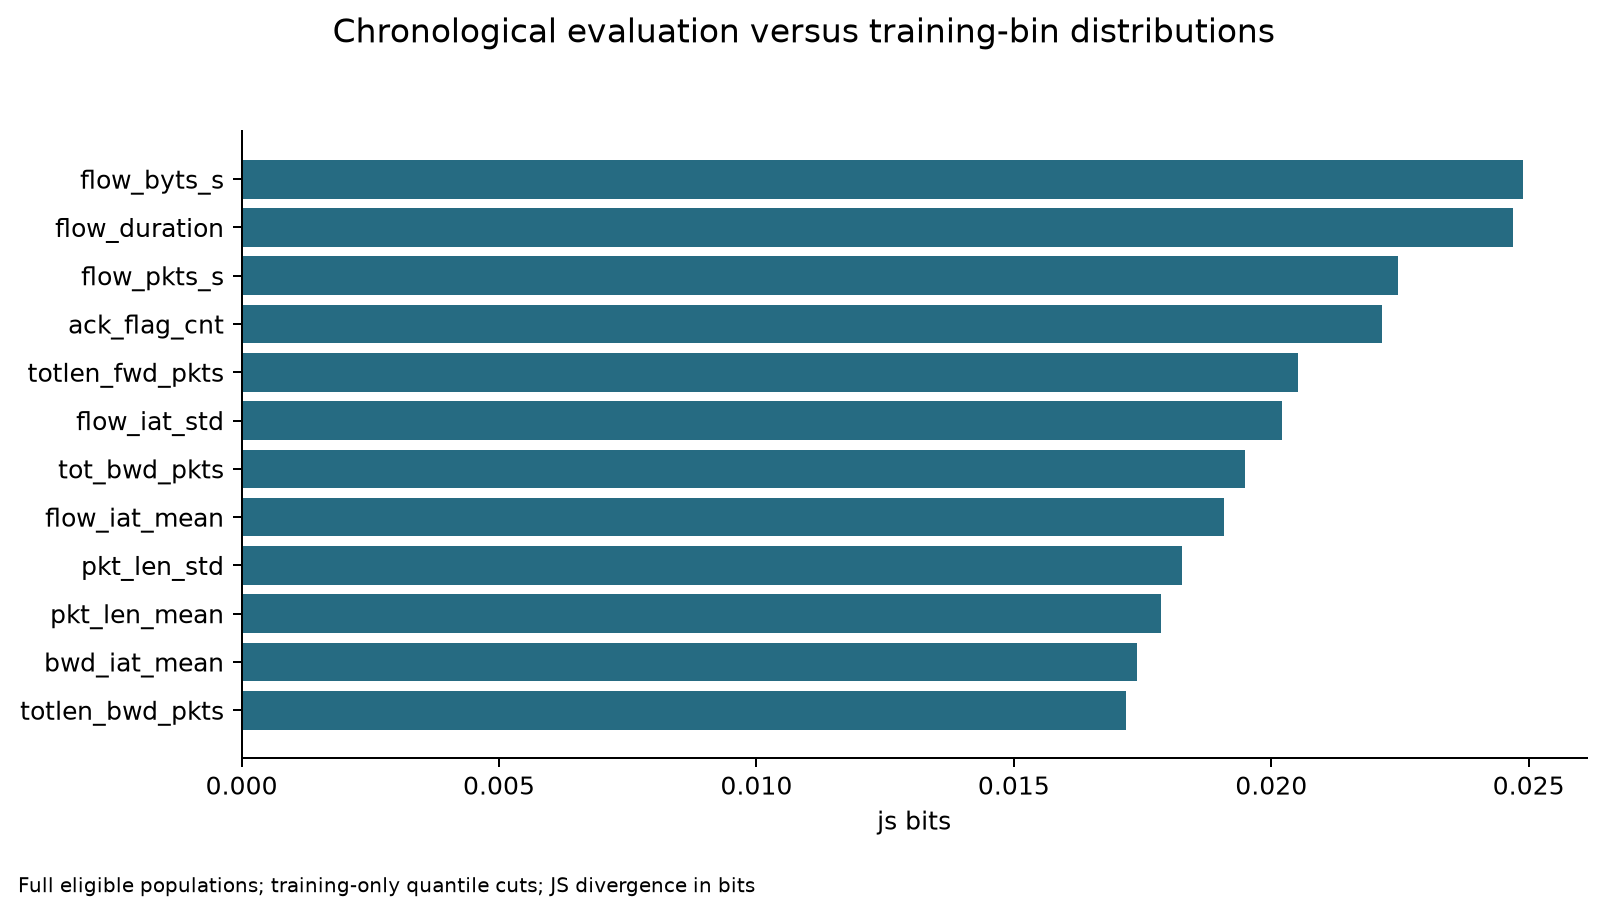 Chronological evaluation versus training-bin distributions
flow_byts_s
flow_duration
flow_pkts_s
ack_flag_cnt
totlen_fwd_pkts
flow_iat_std
tot_bwd_pkts
flow_iat_mean
pkt_len_std
pkt_len_mean
bwd_iat_mean
totlen_bwd_pkts
0.000 0.005 0.010 0.015 0.020 0.025
js bits
Full eligible populations; training-only quantile cuts; JS divergence in bits